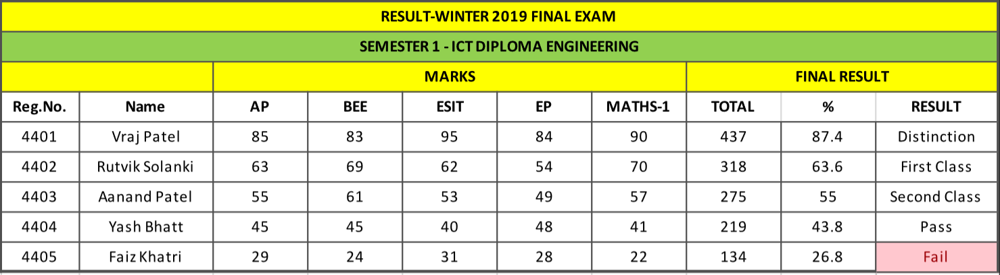 RESULT-WINTER 2019 FINAL EXAM
SEMESTER 1 - ICT DIPLOMA ENGINEERING
MARKS FINAL RESULT
Reg.No. Name AP BEE ESIT EP MATHS-1 TOTAL % RESULT
4401 Vraj Patel 85 83 95 84 90 437 87.4 Distinction
4402 Rutvik Solanki 63 69 62 54 70 318 63.6 First Class
4403 Aanand Patel 55 61 53 49 57 275 55 Second Class
4404 Yash Bhatt 45 45 40 48 41 219 43.8 Pass
4405 Faiz Khatri 29 24 31 28 22 134 26.8 Fail